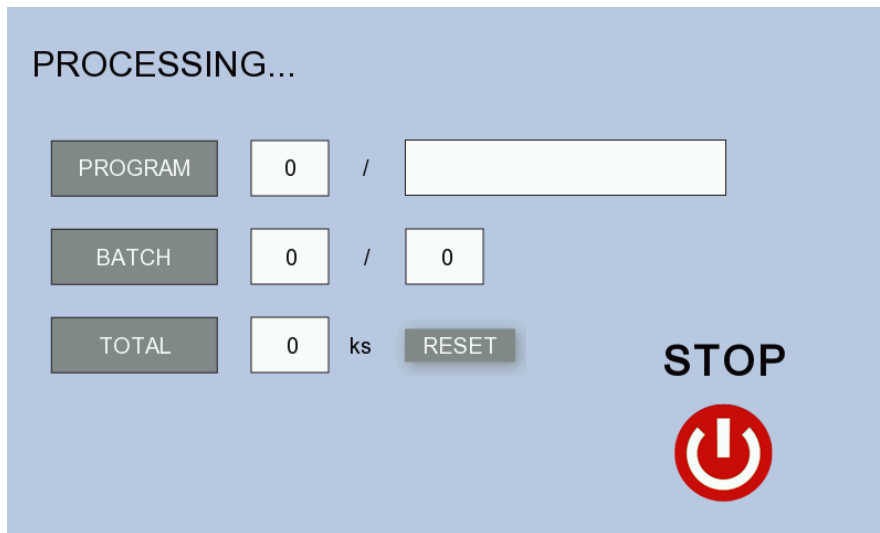 PROCESSING...
PROGRAM 0 /
BATCH 0 / 0
TOTAL 0 ks RESET
STOP